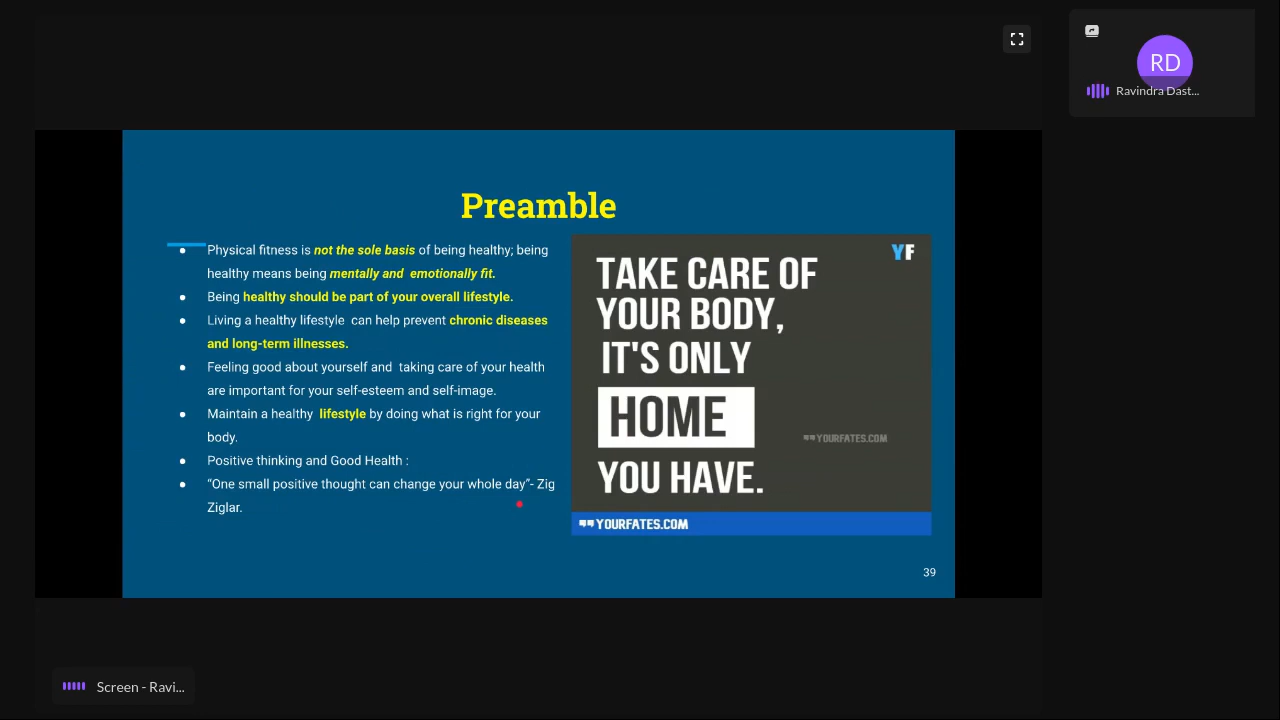 RD
Ravindra Dast...
Preamble
● Physical fitness is not the sole basis of being healthy; being
healthy means being mentally and emotionally fit.
● Being healthy should be part of your overall lifestyle.
● Living a healthy lifestyle can help prevent chronic diseases
and long-term illnesses.
● Feeling good about yourself and taking care of your health
are important for your self-esteem and self-image.
● Maintain a healthy lifestyle by doing what is right for your
body.
● Positive thinking and Good Health :
● “One small positive thought can change your whole day”- Zig
Ziglar.
YF
TAKE CARE OF
YOUR BODY,
IT'S ONLY
HOME
YOURFATES.COM
YOU HAVE.
YOURFATES.COM
39
Screen - Ravi...